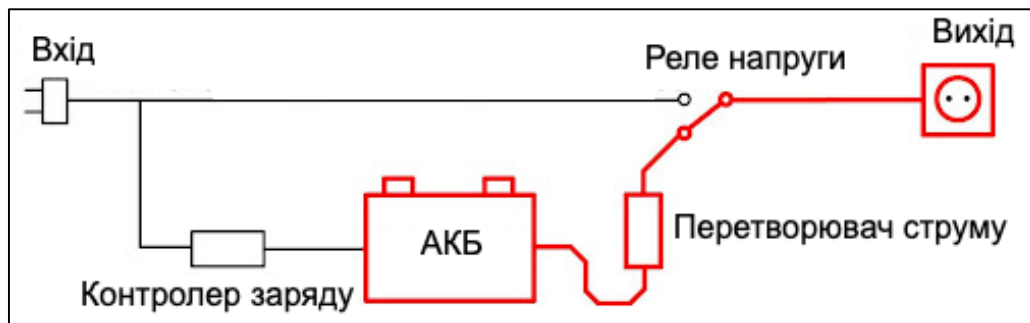 Вхід
Вихід
Реле напруги
АКБ
Перетворювач струму
Контролер заряду